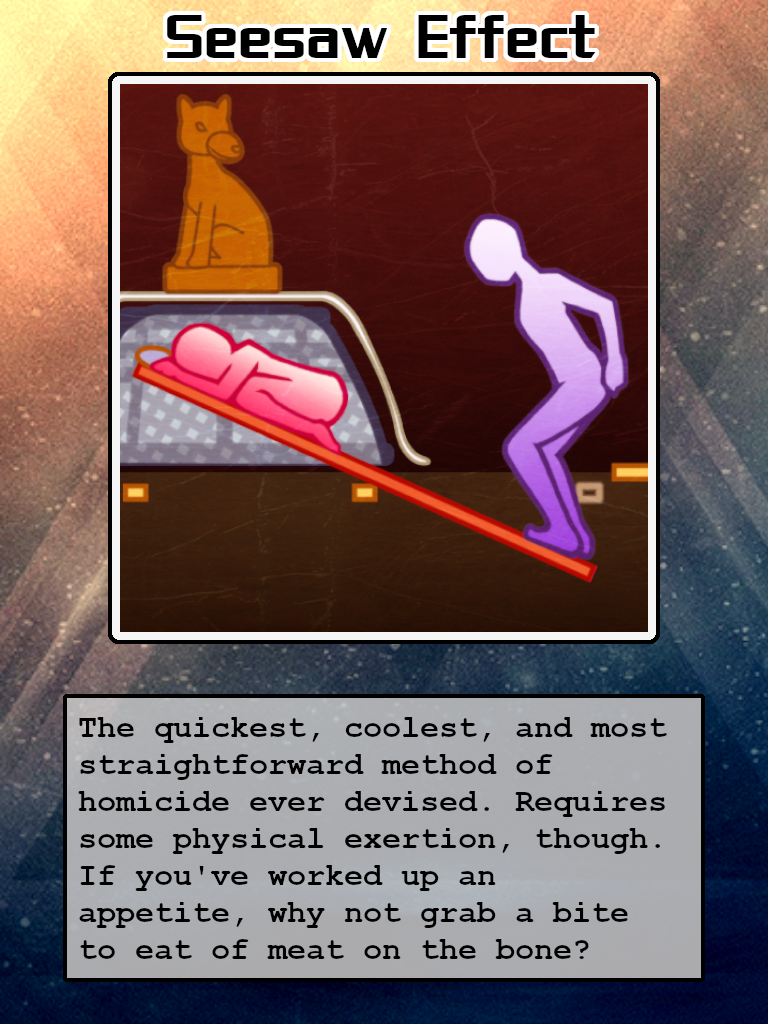 Seesaw Effect
The quickest, coolest, and most
straightforward method of
homicide ever devised. Requires
some physical exertion, though.
If you've worked up an
appetite, why not grab a bite
to eat of meat on the bone?